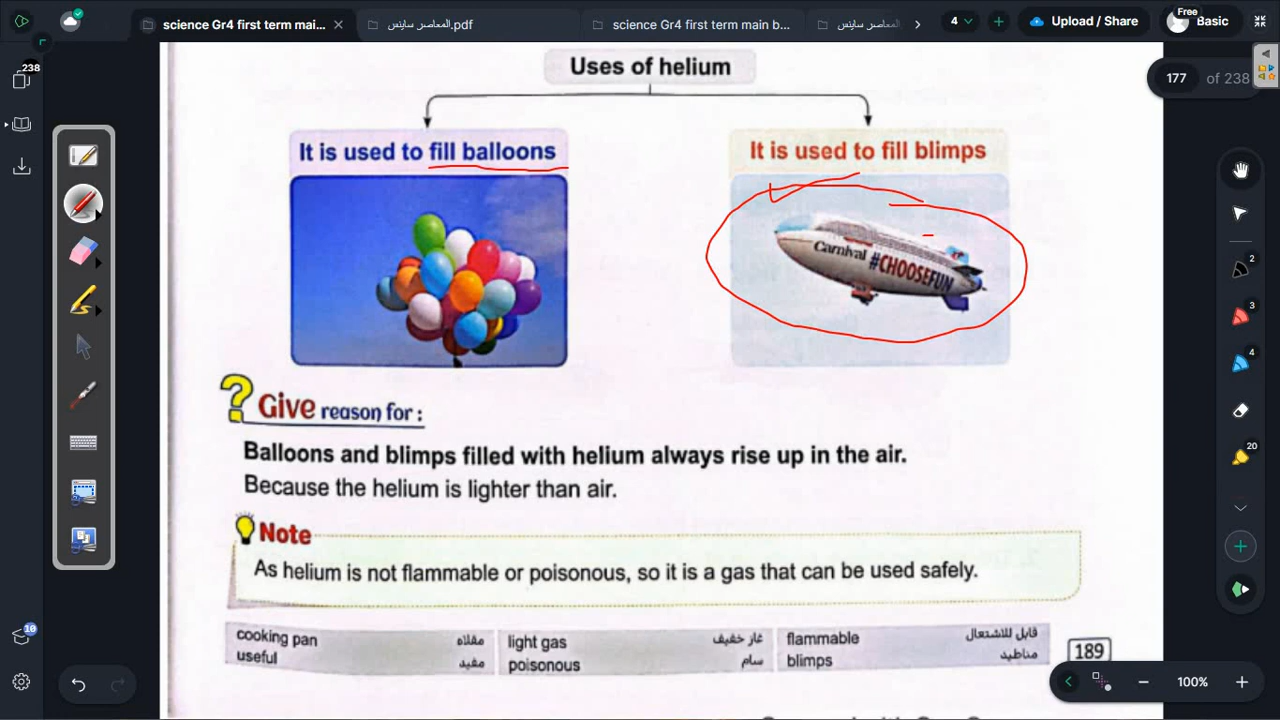 science Gr4 first term mai...
المعاصر ساينس.pdf
science Gr4 first term main b...
المعاصر ساينس
4
Upload / Share
Free
Basic
238
177 of 238
Uses of helium
It is used to fill balloons
It is used to fill blimps
Carnival #CHOOSEFUN
? Give reason for :
Balloons and blimps filled with helium always rise up in the air.
Because the helium is lighter than air.
Note
As helium is not flammable or poisonous, so it is a gas that can be used safely.
cooking pan مقلاه light gas غاز خفيف flammable قابل للاشتعال
useful مفيد poisonous سام blimps مناطيد
189
2
3
4
20
10
100%